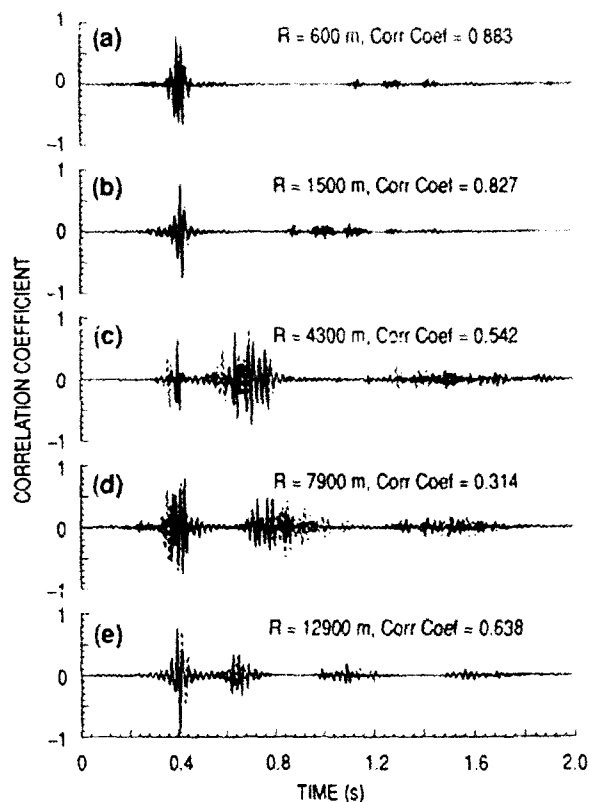 (a)
R = 600 m, Corr Coef = 0.883
1
0
-1
(b)
R = 1500 m, Corr Coef = 0.827
1
0
-1
CORRELATION COEFFICIENT
(c)
R = 4300 m, Corr Coef = 0.542
1
0
-1
(d)
R = 7900 m, Corr Coef = 0.314
1
0
-1
(e)
R = 12900 m, Corr Coef = 0.638
1
0
-1
0 0.4 0.8 1.2 1.6 2.0
TIME (s)